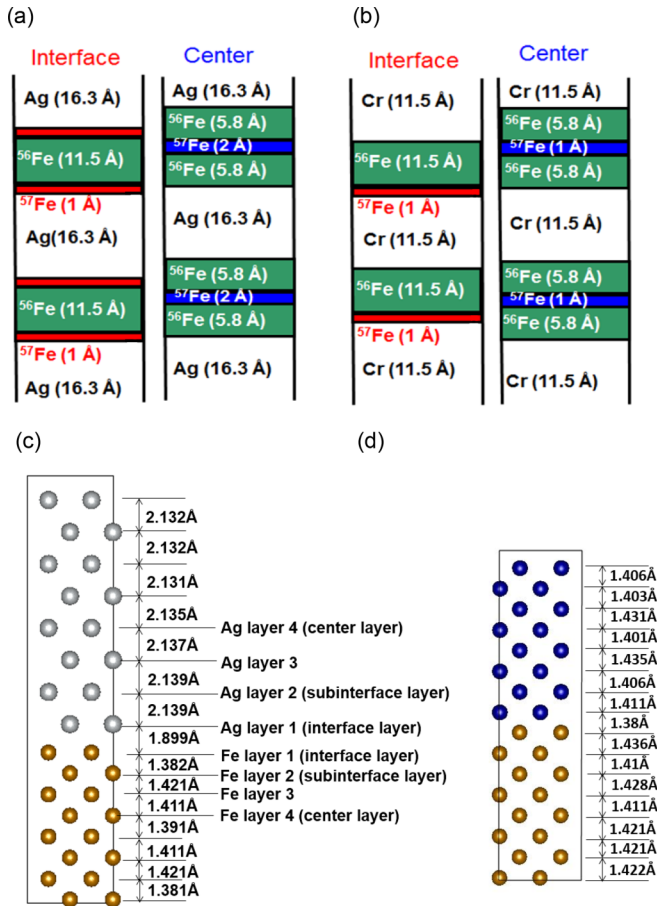 (a)
Interface
Center
Ag (16.3 Å)
⁵⁶Fe (11.5 Å)
⁵⁷Fe (1 Å)
Ag(16.3 Å)
⁵⁶Fe (11.5 Å)
⁵⁷Fe (1 Å)
Ag (16.3 Å)
Ag (16.3 Å)
⁵⁶Fe (5.8 Å)
⁵⁷Fe (2 Å)
⁵⁶Fe (5.8 Å)
Ag (16.3 Å)
⁵⁶Fe (5.8 Å)
⁵⁷Fe (2 Å)
⁵⁶Fe (5.8 Å)
Ag (16.3 Å)
(b)
Interface
Center
Cr (11.5 Å)
⁵⁶Fe (11.5 Å)
⁵⁷Fe (1 Å)
Cr (11.5 Å)
⁵⁶Fe (11.5 Å)
⁵⁷Fe (1 Å)
Cr (11.5 Å)
Cr (11.5 Å)
⁵⁶Fe (5.8 Å)
⁵⁷Fe (1 Å)
⁵⁶Fe (5.8 Å)
Cr (11.5 Å)
⁵⁶Fe (5.8 Å)
⁵⁷Fe (1 Å)
⁵⁶Fe (5.8 Å)
Cr (11.5 Å)
(c)
2.132Å
2.132Å
2.131Å
2.135Å
Ag layer 4 (center layer)
2.137Å
Ag layer 3
2.139Å
Ag layer 2 (subinterface layer)
2.139Å
Ag layer 1 (interface layer)
1.899Å
Fe layer 1 (interface layer)
1.382Å
Fe layer 2 (subinterface layer)
1.421Å
Fe layer 3
1.411Å
Fe layer 4 (center layer)
1.391Å
1.411Å
1.421Å
1.381Å
(d)
1.406Å
1.403Å
1.431Å
1.401Å
1.435Å
1.406Å
1.411Å
1.38Å
1.436Å
1.41Å
1.428Å
1.411Å
1.421Å
1.421Å
1.422Å